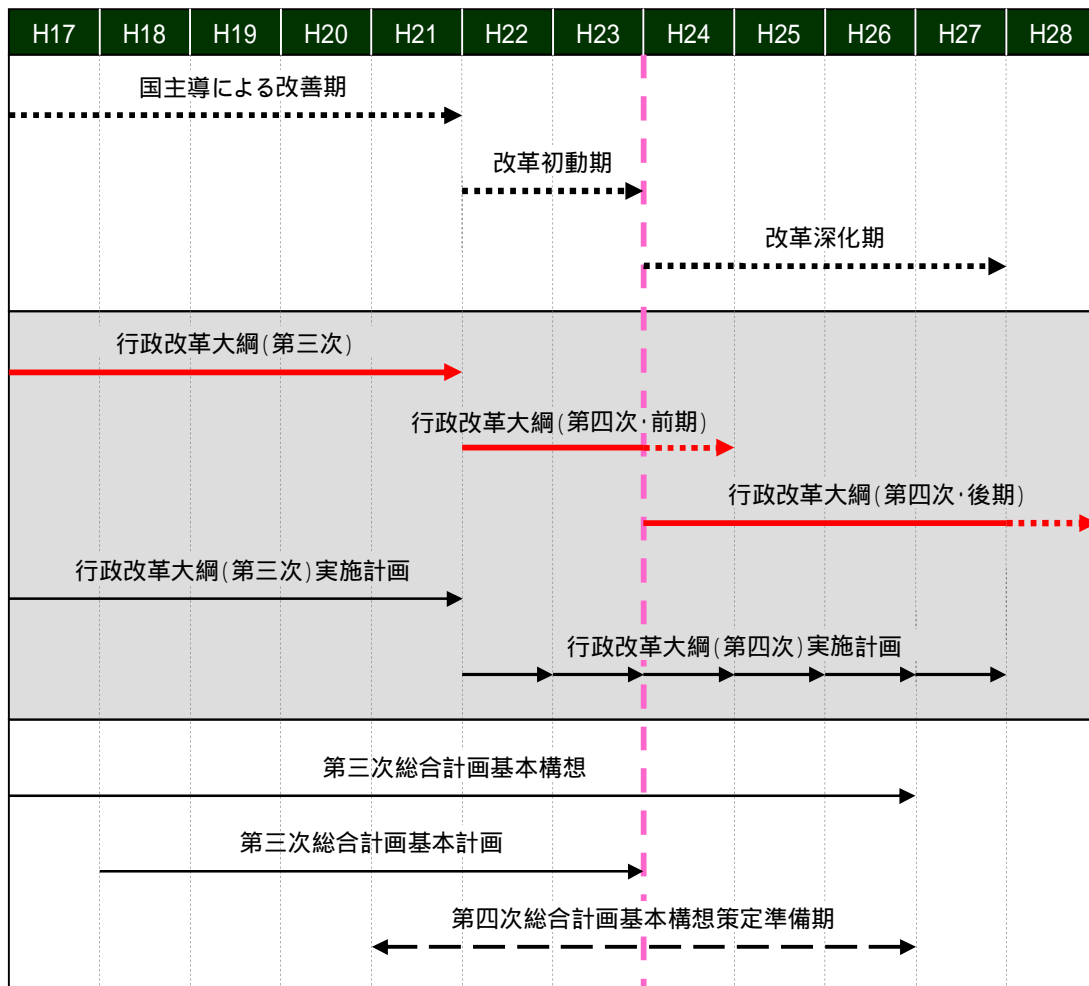 H17 H18 H19 H20 H21 H22 H23 H24 H25 H26 H27 H28
国主導による改善期
改革初動期
改革深化期
行政改革大綱(第三次)
行政改革大綱(第四次·前期)
行政改革大綱(第四次·後期)
行政改革大綱(第三次)実施計画
行政改革大綱(第四次)実施計画
第三次総合計画基本構想
第三次総合計画基本計画
第四次総合計画基本構想策定準備期